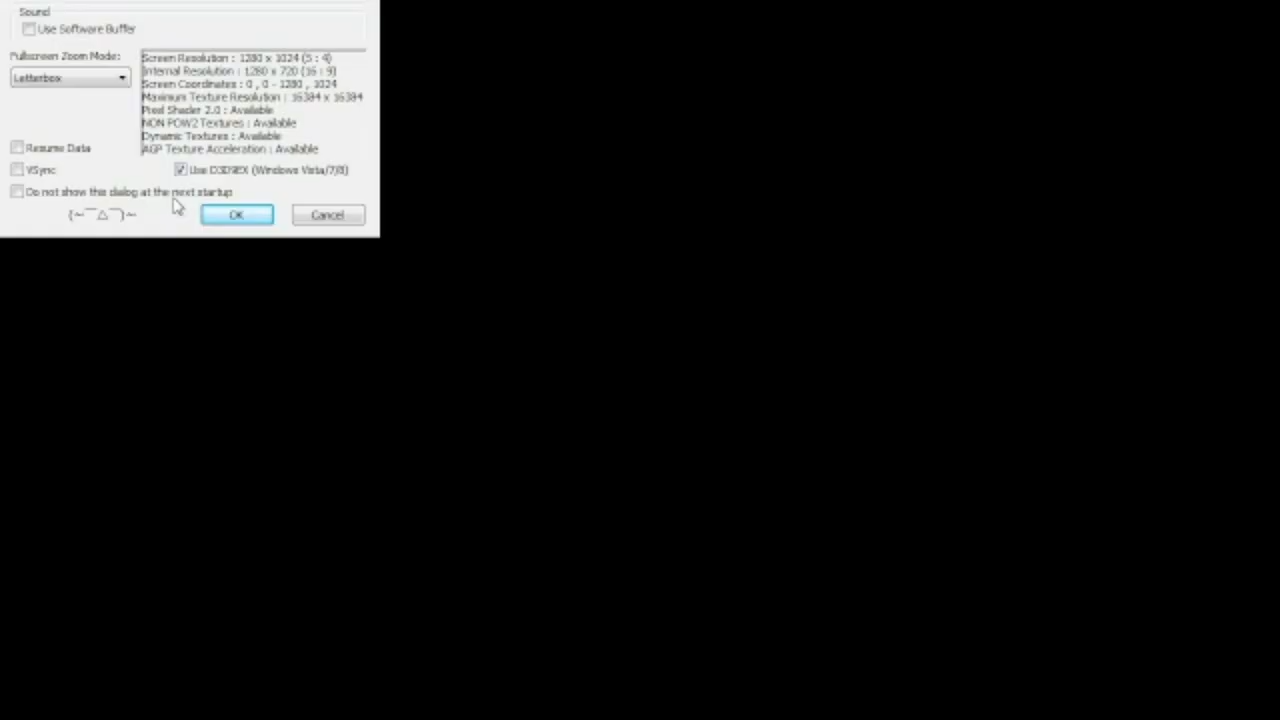 Sound
Use Software Buffer
Fullscreen Zoom Mode:
Letterbox
Screen Resolution : 1280 x 1024 (5 : 4)
Internal Resolution : 1280 x 720 (16 : 9)
Screen Coordinates : 0 , 0 - 1280 , 1024
Maximum Texture Resolution : 16384 x 16384
Pixel Shader 2.0 : Available
NON POW2 Textures : Available
Dynamic Textures : Available
AGP Texture Acceleration : Available
Resume Data
VSync
Use D3D9EX (Windows Vista/7/8)
Do not show this dialog at the next startup
(~￣△￣)~
OK
Cancel